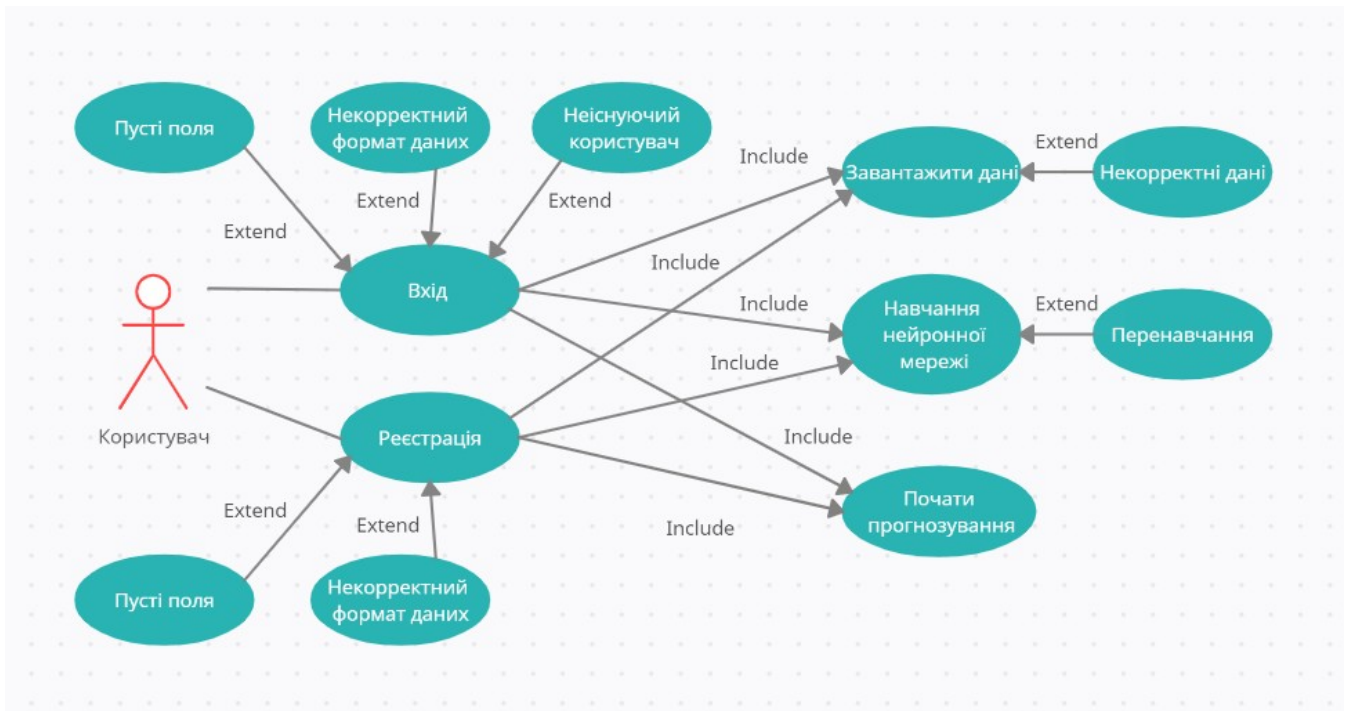 Пусті поля
Некорректний
формат даних
Неіснуючий
користувач
Include
Extend
Завантажити дані
Некорректні дані
Extend
Extend
Extend
Include
Вхід
Include
Extend
Навчання
нейронної
мережі
Перенавчання
Include
Користувач
Реєстрація
Include
Почати
прогнозування
Extend
Extend
Include
Пусті поля
Некорректний
формат даних